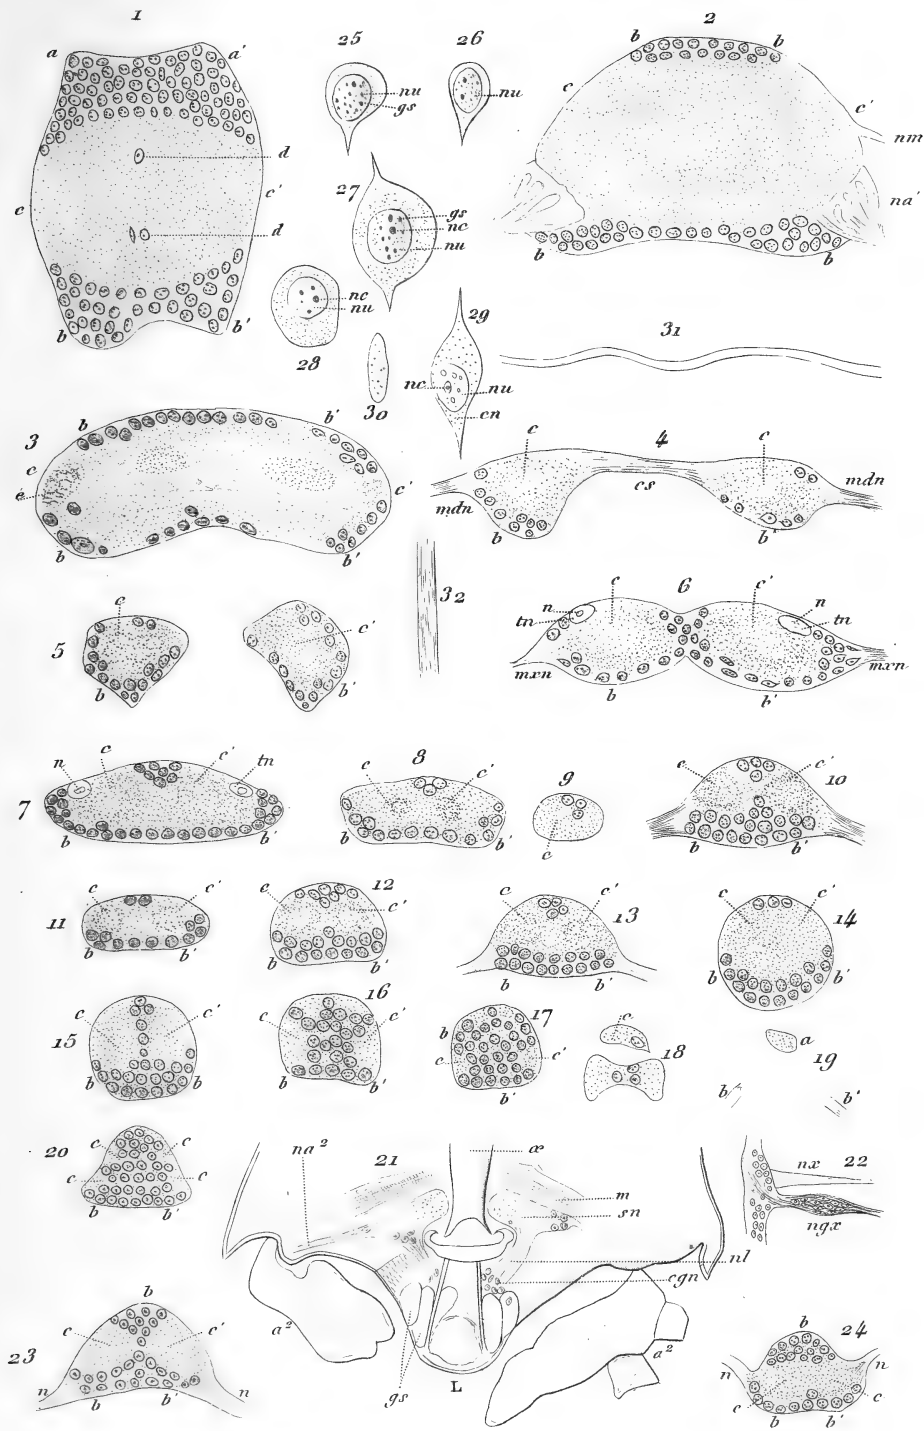 1
25
26
2
a
a'
b
b
nu
gs
nu
c
c'
nm
d
c'
27
gs
nc
nu
na'
c
d
b
b
nc
nu
28
29
31
b
b'
nc
nu
cn
30
3
b
b'
c
é
c'
b
b'
c
4
c
mdn
cs
mdn
b
b'
32
5
c
c'
b
b'
c
6
c'
n
tn
n
tn
mxn
mxn
b
b'
7
n
c
c'
tn
b
b'
8
c
c'
b
b'
9
c
c
c'
10
b
b'
11
c
c'
b
b'
12
c
c'
b
b'
c
c'
13
b
b'
c
c'
14
b
b'
15
c
c'
b
b
16
c
c'
b
b'
17
b
c
c'
b'
c
18
a
19
b
b'
20
c
c
c
c
b
b'
na²
21
œ
m
sn
nl
cgn
a²
a²
gs
L
nx
22
ngx
23
b
c
c'
n
n
b
b'
b
24
n
n
c
c
b
b'